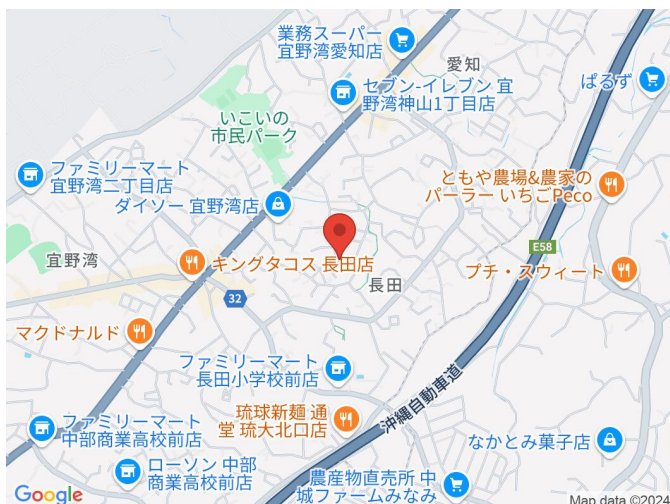 業務スーパー
宜野湾愛知店
愛知
セブン-イレブン 宜
野湾神山1丁目店
ぱるず
いこいの
市民パーク
ファミリーマート
宜野湾二丁目店
ともや農場&農家の
パーラー いちごPeco
ダイソー 宜野湾店
E58
宜野湾
キングタコス 長田店
長田
プチ・スウィート
32
マクドナルド
ファミリーマート
長田小学校前店
沖縄自動車道
琉球新麺 通
堂 琉大北口店
ファミリーマート
中部商業高校前店
なかとみ菓子店
ローソン 中部
商業高校前店
農産物直売所 中
城ファームみなみ
Google
Map data ©2024